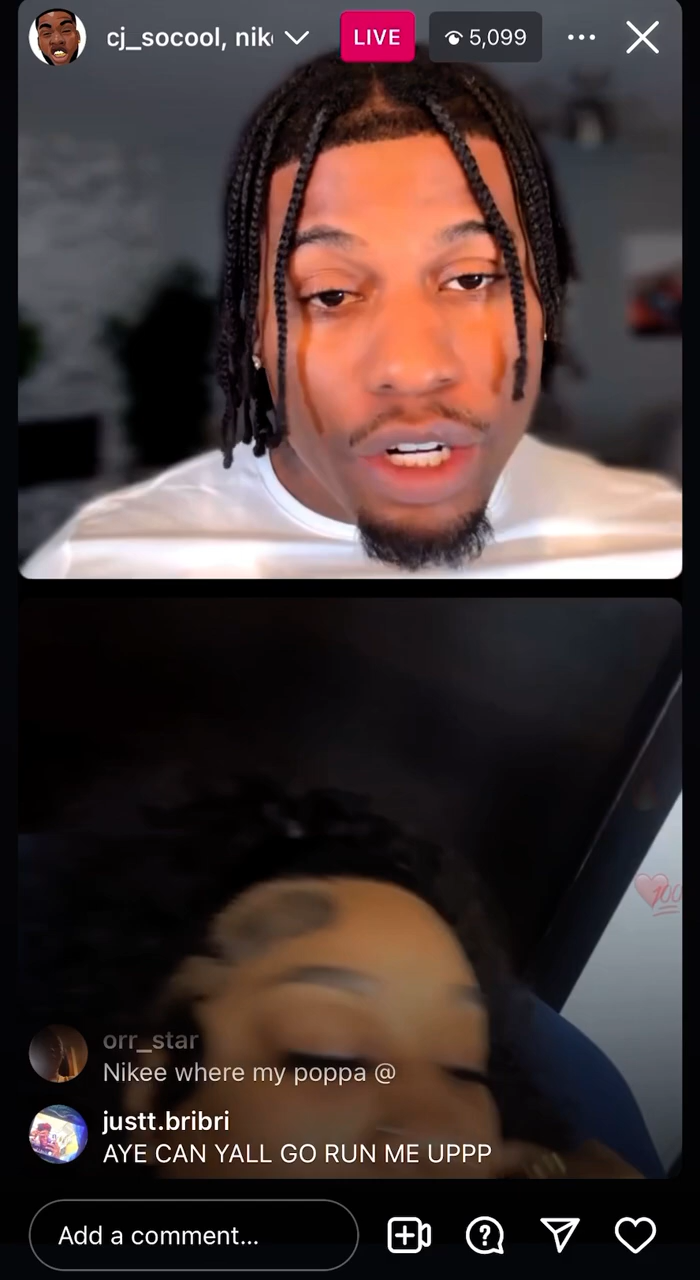 cj_socool, nik
LIVE
5,099
100
orr_star
Nikee where my poppa @
justt.bribri
AYE CAN YALL GO RUN ME UPPP
Add a comment...